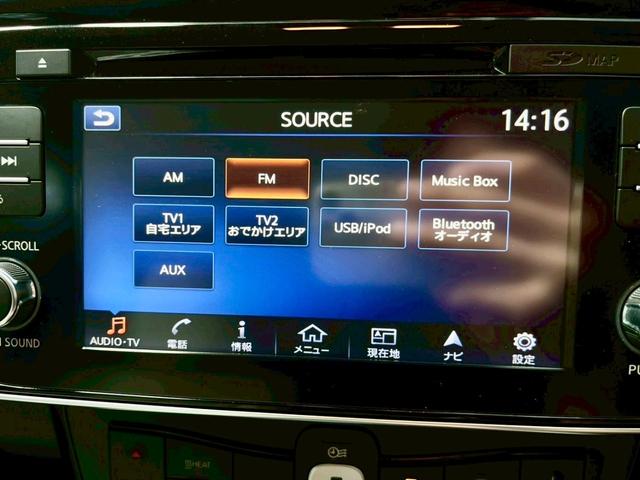 SD MAP
SOURCE
14:16
AM
FM
DISC
Music Box
TV1
自宅エリア
TV2
おでかけエリア
USB/iPod
Bluetooth
オーディオ
AUX
SCROLL
SOUND
AUDIO・TV
電話
情報
メニュー
現在地
ナビ
設定
PU
HEAT